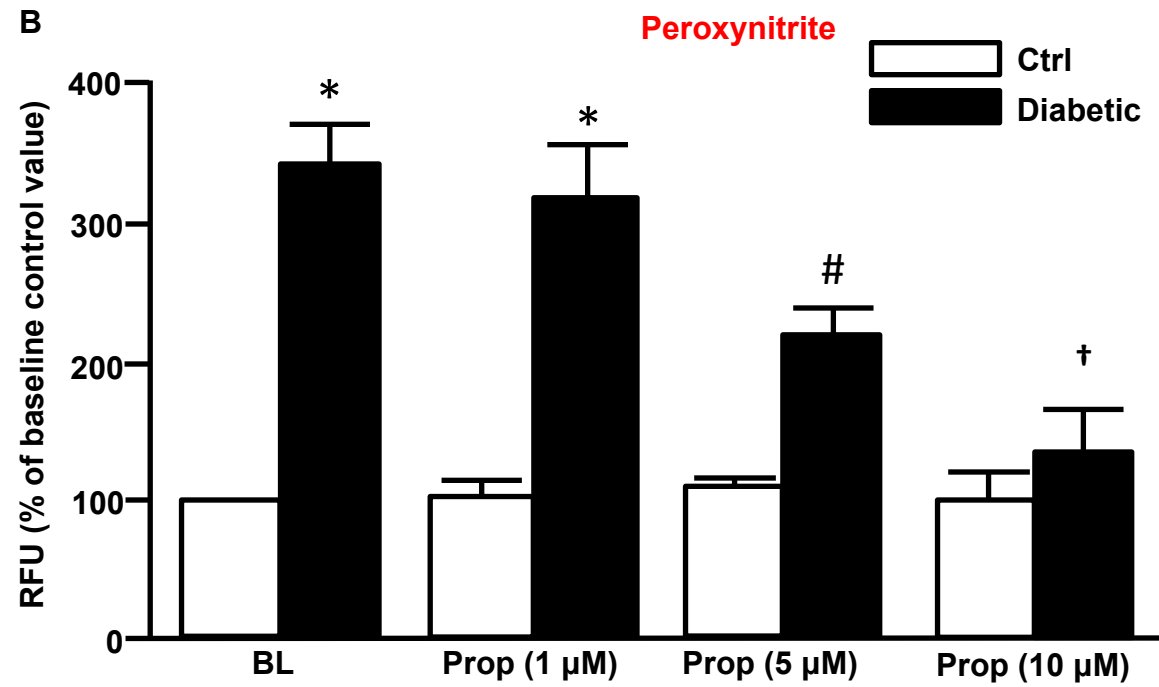 B
Peroxynitrite
Ctrl
Diabetic
RFU (% of baseline control value)
400
300
200
100
0
*
*
#
†
BL
Prop (1 µM)
Prop (5 µM)
Prop (10 µM)